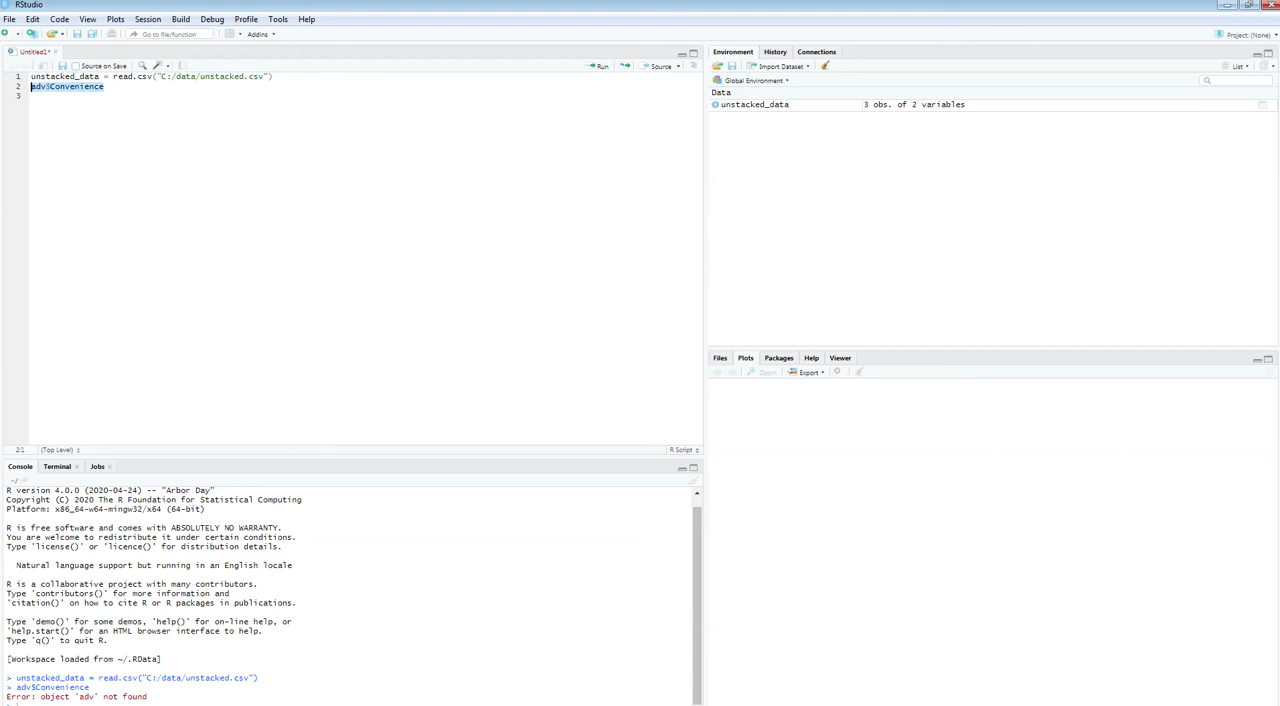 RStudio
File Edit Code View Plots Session Build Debug Profile Tools Help
Go to file/function Addins Project: (None)
Untitled1*
Source on Save Run Source
1 unstacked_data = read.csv("C:/data/unstacked.csv")
2 adv$Convenience
3
2:1 (Top Level) R Script
Console Terminal Jobs
~/
R version 4.0.0 (2020-04-24) -- "Arbor Day"
Copyright (C) 2020 The R Foundation for Statistical Computing
Platform: x86_64-w64-mingw32/x64 (64-bit)
R is free software and comes with ABSOLUTELY NO WARRANTY.
You are welcome to redistribute it under certain conditions.
Type 'license()' or 'licence()' for distribution details.
Natural language support but running in an English locale
R is a collaborative project with many contributors.
Type 'contributors()' for more information and
'citation()' on how to cite R or R packages in publications.
Type 'demo()' for some demos, 'help()' for on-line help, or
'help.start()' for an HTML browser interface to help.
Type 'q()' to quit R.
[Workspace loaded from ~/.RData]
> unstacked_data = read.csv("C:/data/unstacked.csv")
> adv$Convenience
Error: object 'adv' not found
>
Environment History Connections
Import Dataset List
Global Environment
Data
unstacked_data 3 obs. of 2 variables
Files Plots Packages Help Viewer
Zoom Export